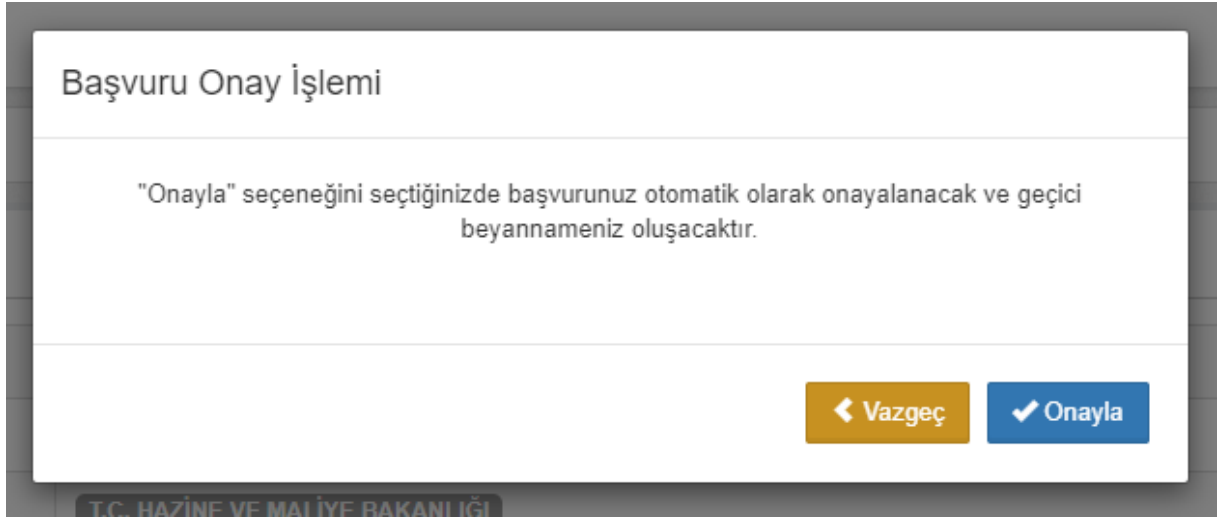 Başvuru Onay İşlemi
"Onayla" seçeneğini seçtiğinizde başvurunuz otomatik olarak onayalanacak ve geçici
beyannameniz oluşacaktır.
Vazgeç
Onayla
T.C. HAZİNE VE MALİYE BAKANLIĞI